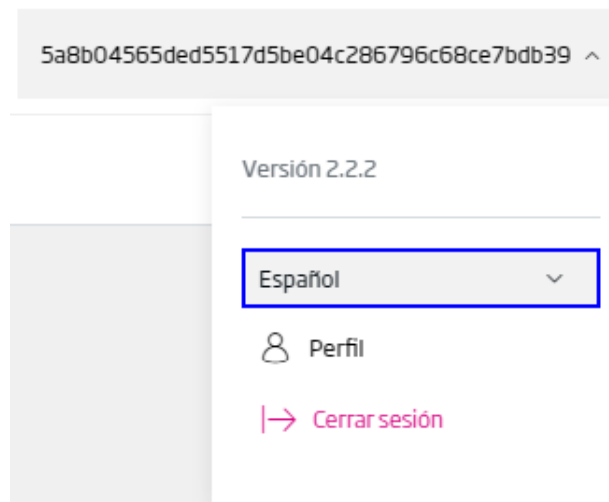 5a8b04565ded5517d5be04c286796c68ce7bdb39
Versión 2.2.2
Español
Perfil
Cerrar sesión